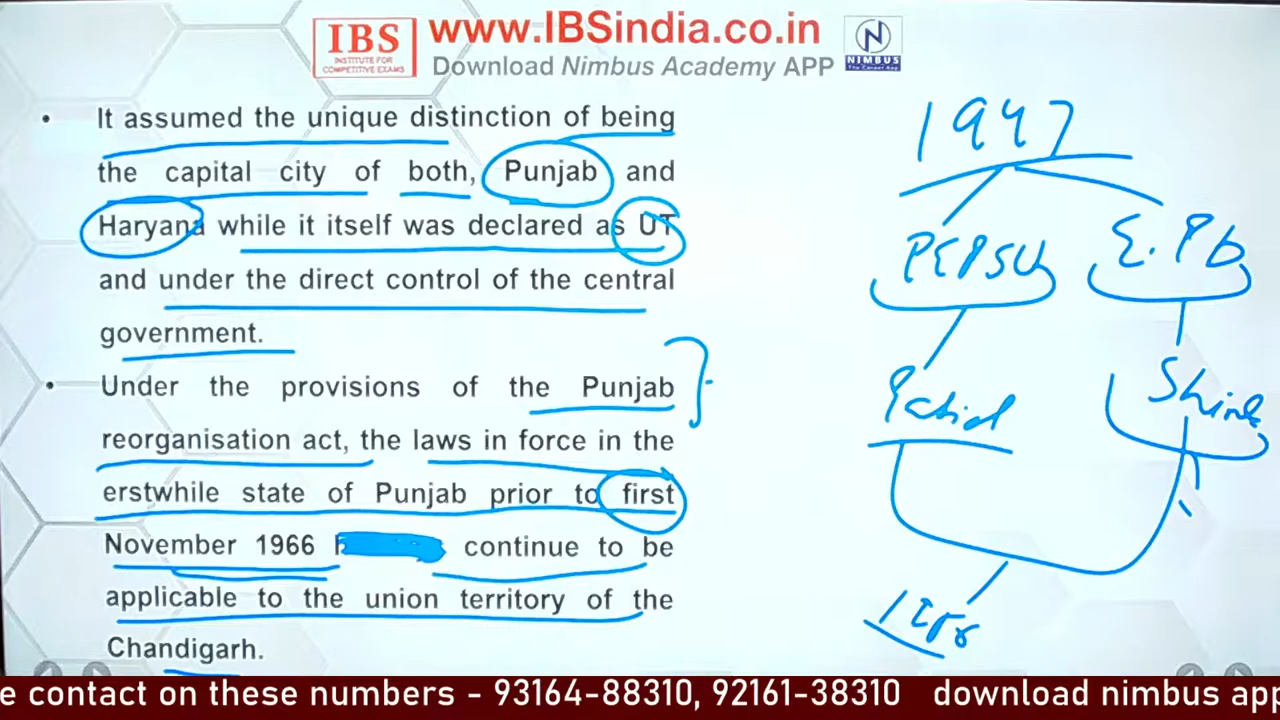 IBS
INSTITUTE FOR
COMPETITIVE EXAMS
www.IBSindia.co.in
Download Nimbus Academy APP
N
NIMBUS
The Career App
• It assumed the unique distinction of being
the capital city of both, Punjab and
Haryana while it itself was declared as UT
and under the direct control of the central
government.
• Under the provisions of the Punjab
reorganisation act, the laws in force in the
erstwhile state of Punjab prior to first
November 1966 continue to be
applicable to the union territory of the
Chandigarh.
1947
PEPSU
E. Pb
e contact on these numbers - 93164-88310, 92161-38310 download nimbus app